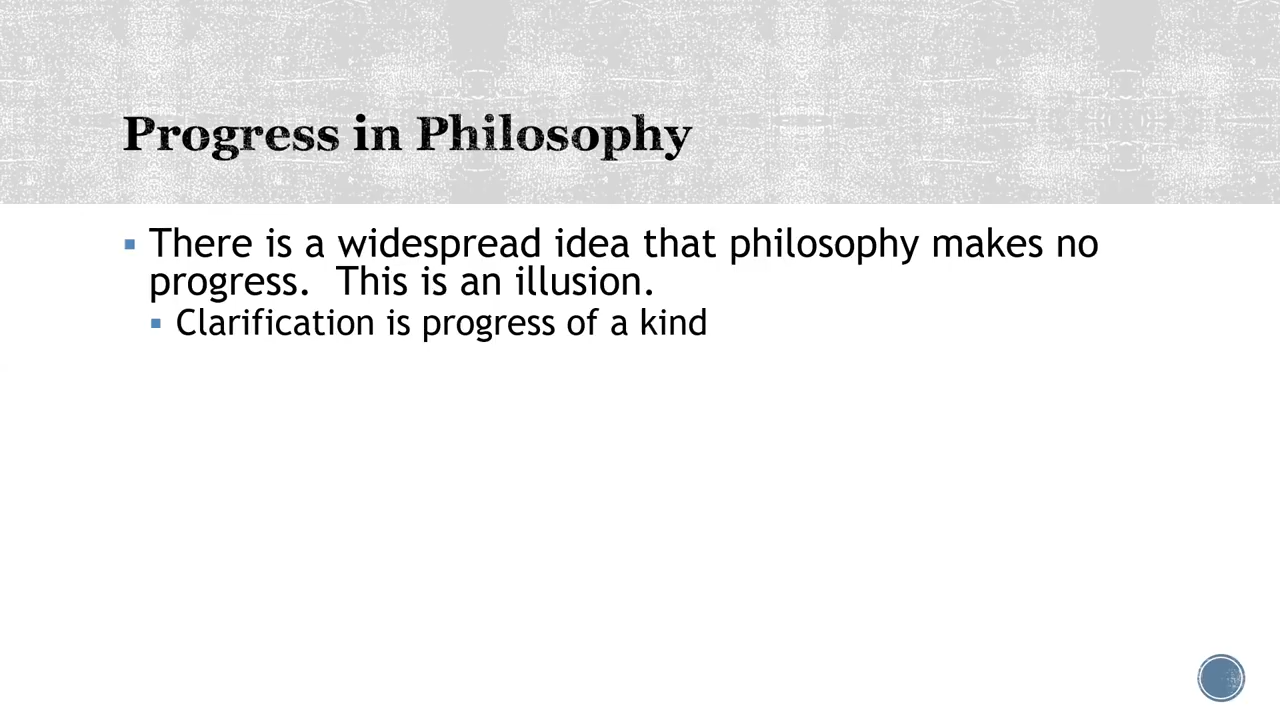 Progress in Philosophy
There is a widespread idea that philosophy makes no
progress.  This is an illusion.
Clarification is progress of a kind